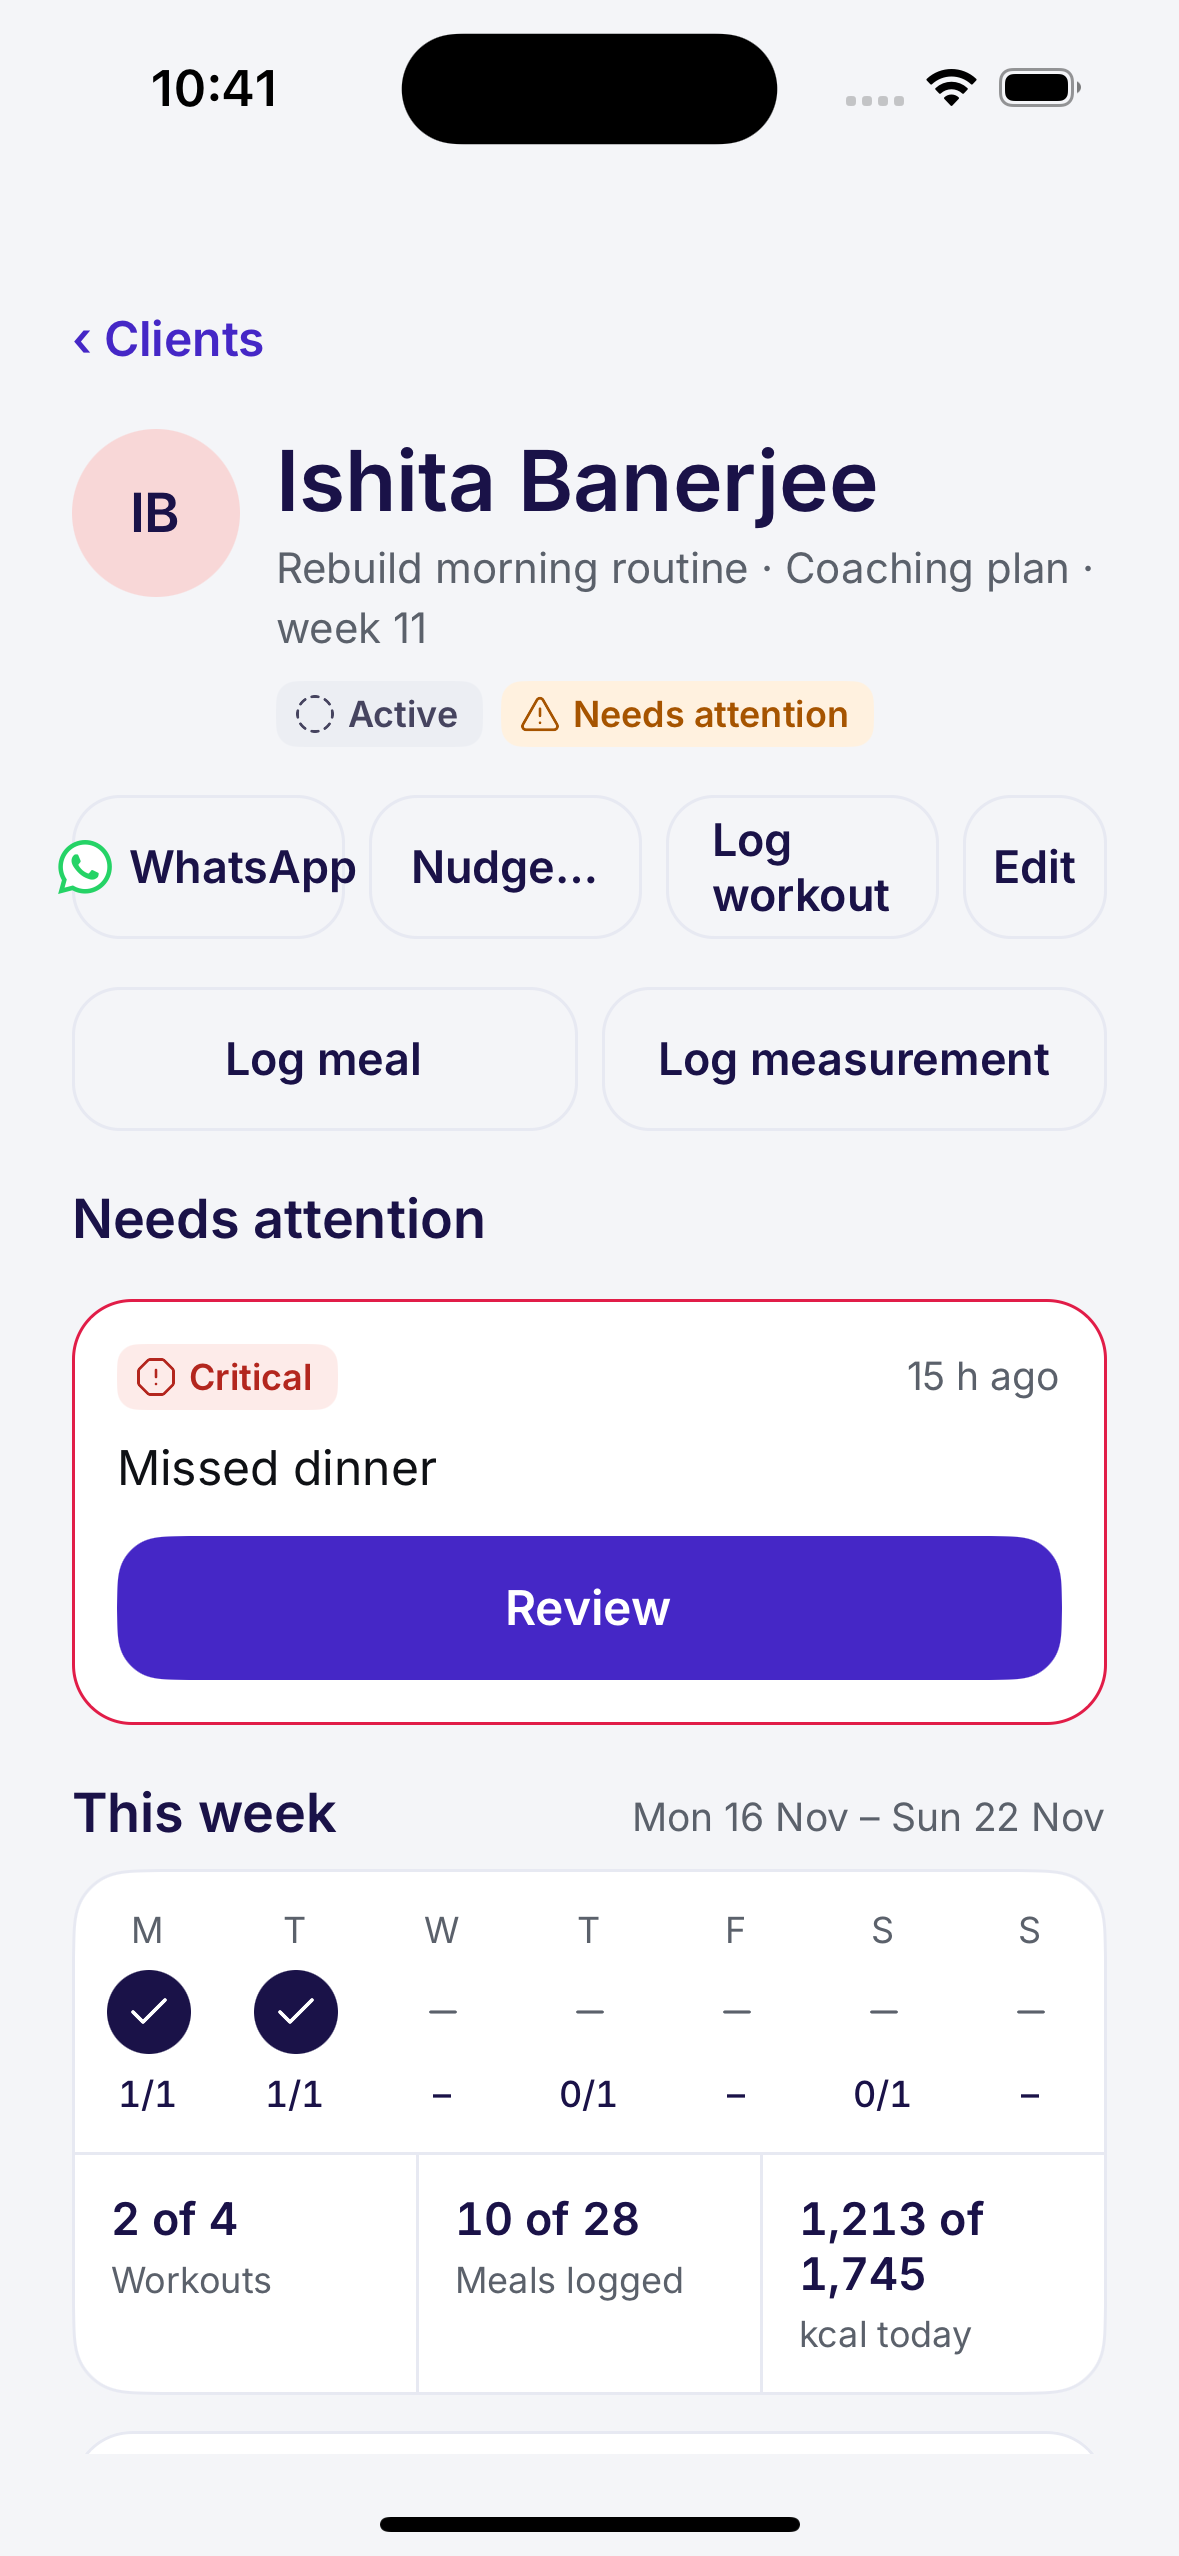 10:41
‹ Clients
IB
Ishita Banerjee
Rebuild morning routine · Coaching plan ·
week 11
Active
Needs attention
WhatsApp
Nudge...
Log
workout
Edit
Log meal
Log measurement
Needs attention
Critical
15 h ago
Missed dinner
Review
This week
Mon 16 Nov – Sun 22 Nov
M T W T F S S
1/1 1/1 – 0/1 – 0/1 –
2 of 4
Workouts
10 of 28
Meals logged
1,213 of
1,745
kcal today